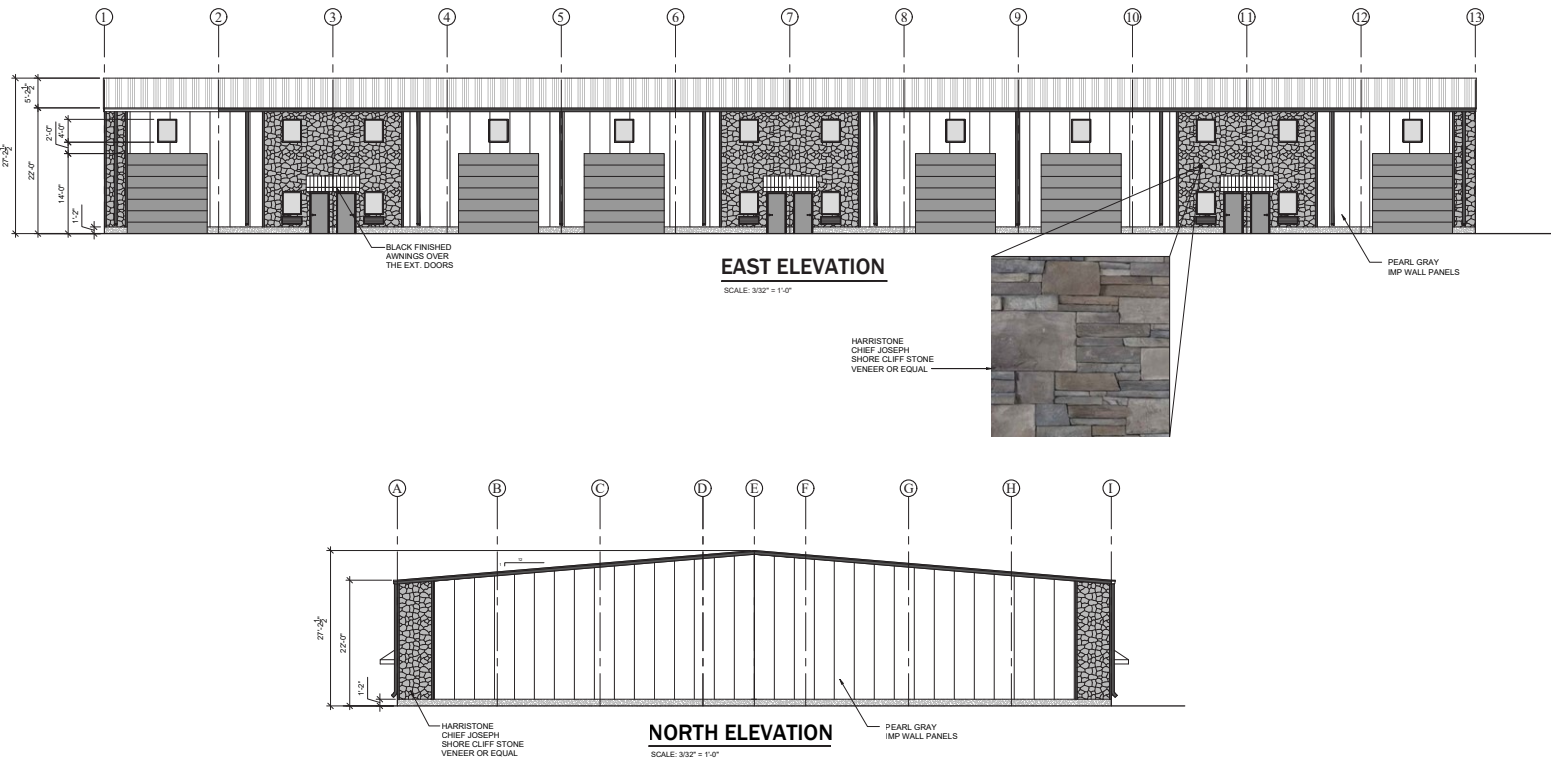 1 2 3 4 5 6 7 8 9 10 11 12 13
5'-2½"
27'-2½"
22'-0"
2'-0"
4'-0"
14'-0"
1'-2"
BLACK FINISHED
AWNINGS OVER
THE EXT. DOORS
EAST ELEVATION
SCALE: 3/32" = 1'-0"
PEARL GRAY
IMP WALL PANELS
HARRISTONE
CHIEF JOSEPH
SHORE CLIFF STONE
VENEER OR EQUAL
A B C D E F G H I
12
1
27'-2½"
22'-0"
1'-2"
HARRISTONE
CHIEF JOSEPH
SHORE CLIFF STONE
VENEER OR EQUAL
NORTH ELEVATION
SCALE: 3/32" = 1'-0"
PEARL GRAY
IMP WALL PANELS